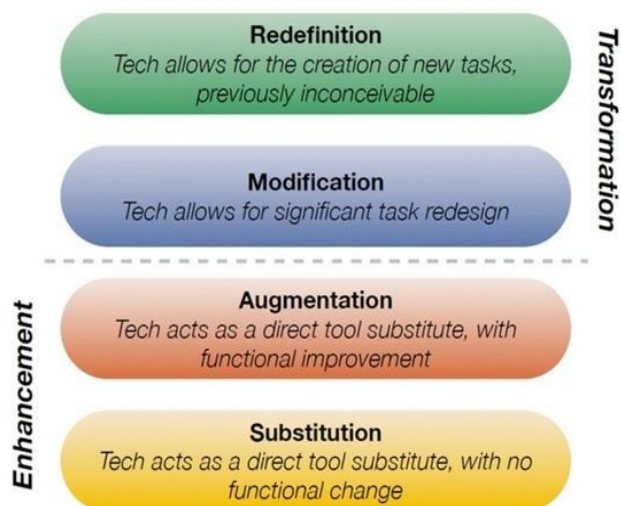 Redefinition
Tech allows for the creation of new tasks,
previously inconceivable
Transformation
Modification
Tech allows for significant task redesign
Enhancement
Augmentation
Tech acts as a direct tool substitute, with
functional improvement
Substitution
Tech acts as a direct tool substitute, with no
functional change